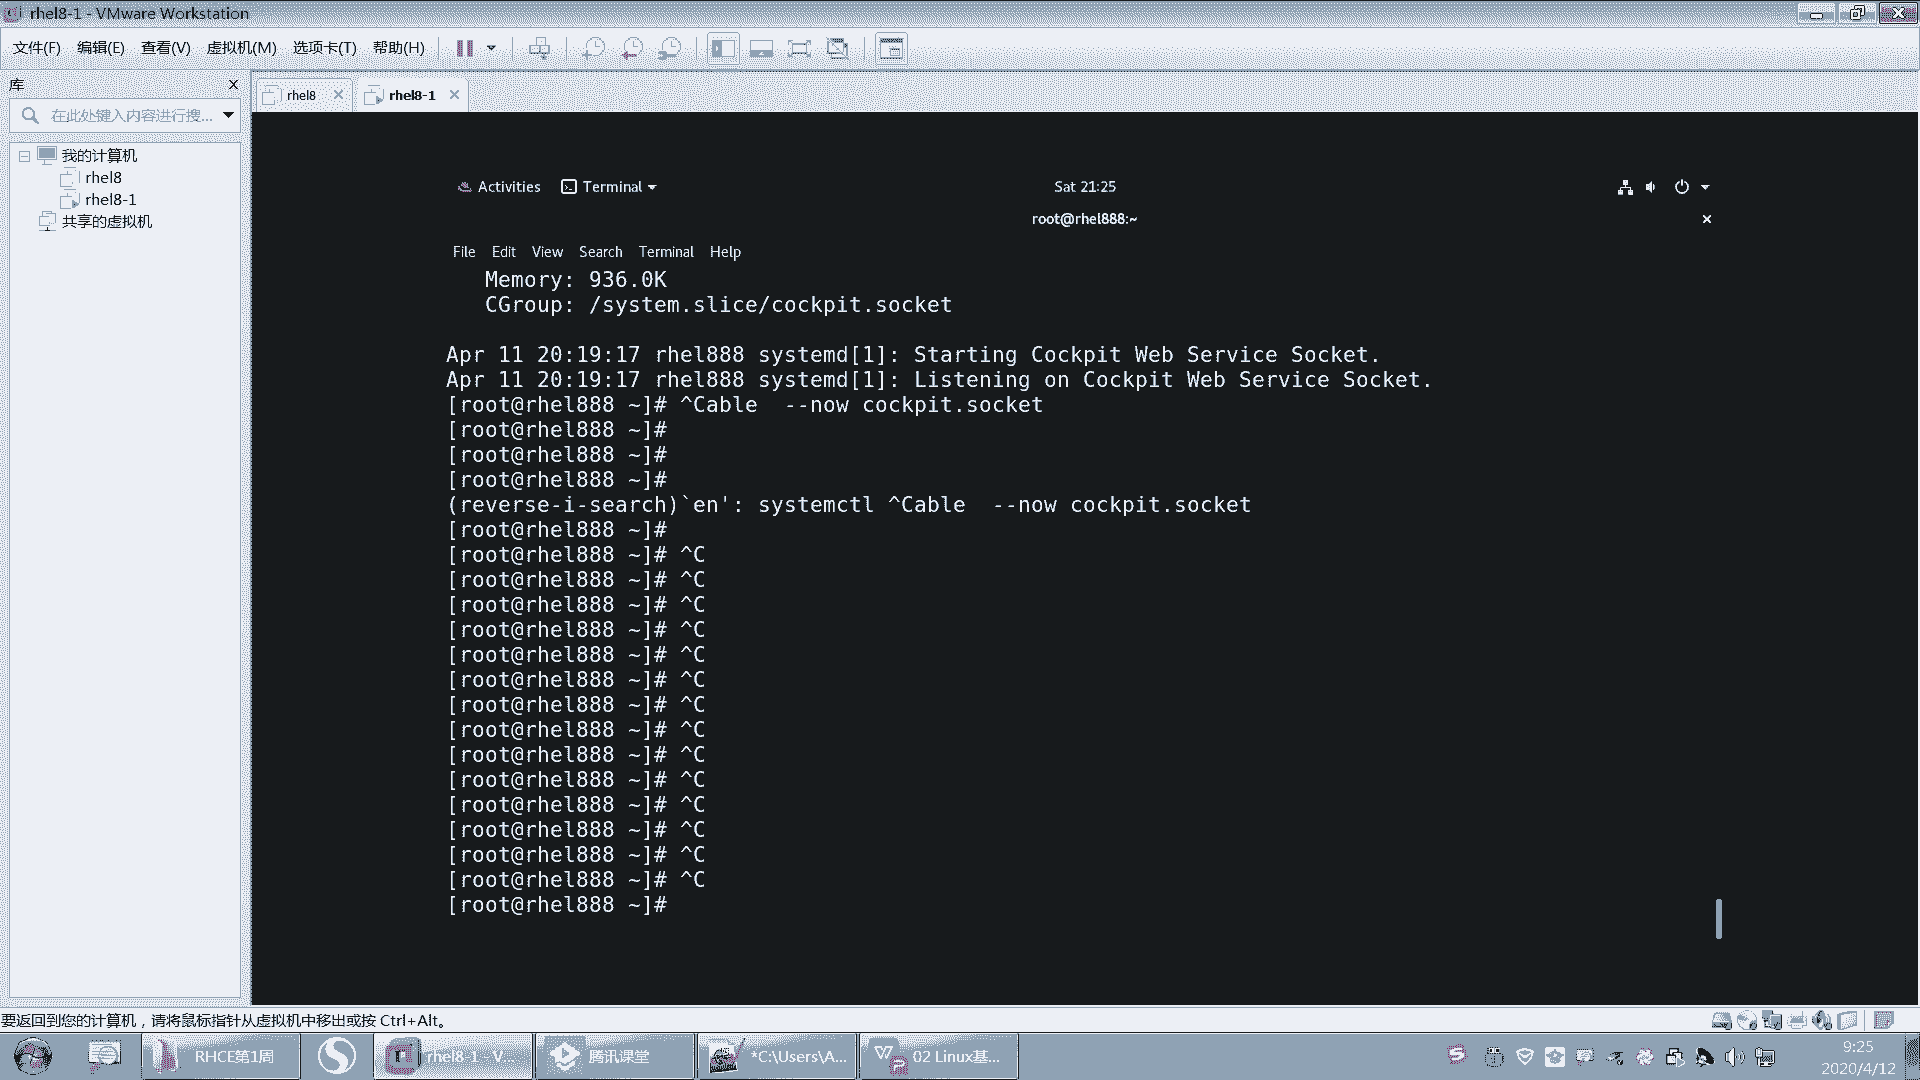 rhel8-1 - VMware Workstation
文件(F) 编辑(E) 查看(V) 虚拟机(M) 选项卡(T) 帮助(H)
库
在此处键入内容进行搜...
我的计算机
rhel8
rhel8-1
共享的虚拟机
rhel8
rhel8-1
Activities Terminal Sat 21:25
root@rhel888:~
File Edit View Search Terminal Help
Memory: 936.0K
CGroup: /system.slice/cockpit.socket
Apr 11 20:19:17 rhel888 systemd[1]: Starting Cockpit Web Service Socket.
Apr 11 20:19:17 rhel888 systemd[1]: Listening on Cockpit Web Service Socket.
[root@rhel888 ~]# ^Cable  --now cockpit.socket
[root@rhel888 ~]#
[root@rhel888 ~]#
[root@rhel888 ~]#
(reverse-i-search)`en': systemctl ^Cable  --now cockpit.socket
[root@rhel888 ~]#
[root@rhel888 ~]# ^C
[root@rhel888 ~]# ^C
[root@rhel888 ~]# ^C
[root@rhel888 ~]# ^C
[root@rhel888 ~]# ^C
[root@rhel888 ~]# ^C
[root@rhel888 ~]# ^C
[root@rhel888 ~]# ^C
[root@rhel888 ~]# ^C
[root@rhel888 ~]# ^C
[root@rhel888 ~]# ^C
[root@rhel888 ~]# ^C
[root@rhel888 ~]# ^C
[root@rhel888 ~]# ^C
[root@rhel888 ~]#
要返回到您的计算机，请将鼠标指针从虚拟机中移出或按 Ctrl+Alt。
RHCE第1周
rhel8-1 - V...
腾讯课堂
*C:\Users\A...
02 Linux基...
9:25
2020/4/12